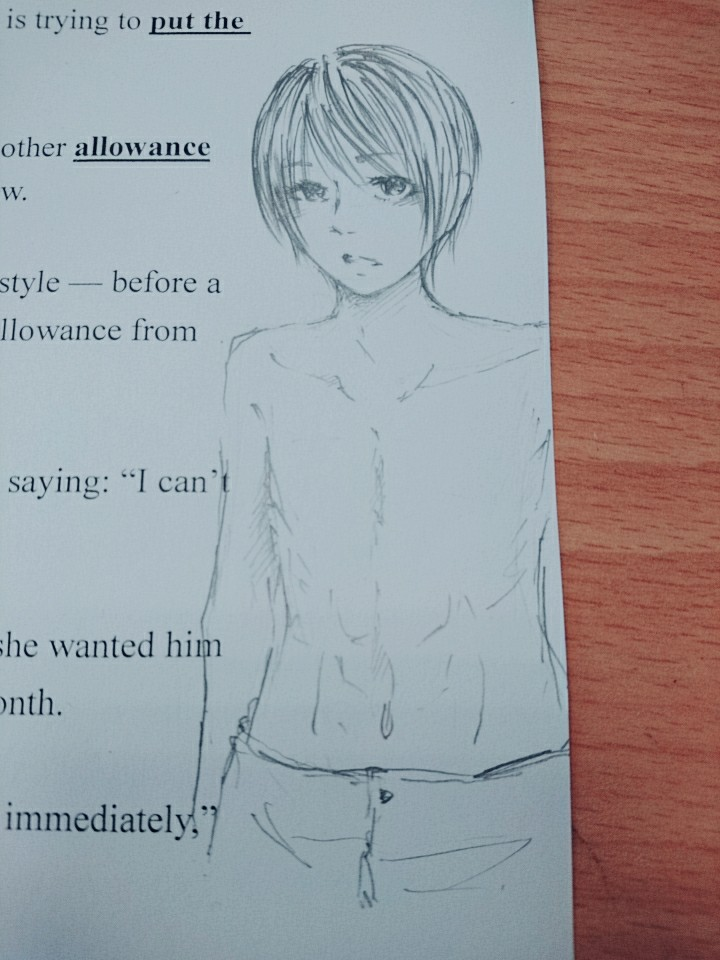 is trying to put the
other allowance
w.
style — before a
llowance from
saying: “I can’t
she wanted him
onth.
immediately,”